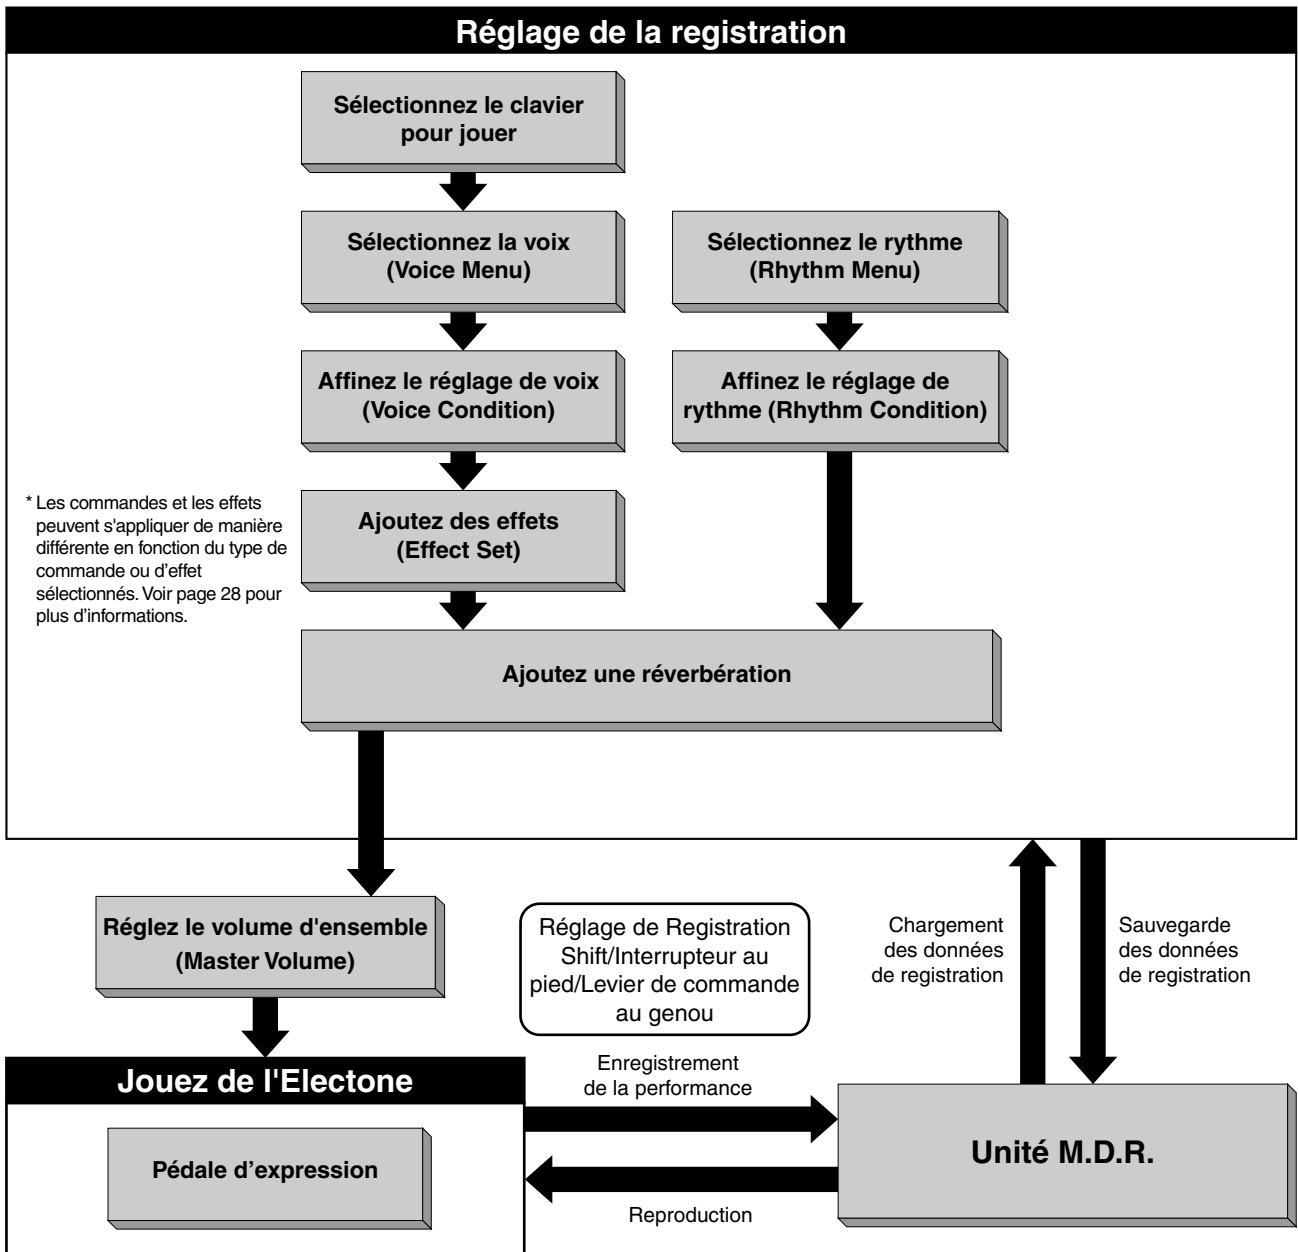 Réglage de la registration
Sélectionnez le clavier
pour jouer
Sélectionnez la voix
(Voice Menu)
Sélectionnez le rythme
(Rhythm Menu)
Affinez le réglage de voix
(Voice Condition)
Affinez le réglage de
rythme (Rhythm Condition)
* Les commandes et les effets
peuvent s'appliquer de manière
différente en fonction du type de
commande ou d’effet
sélectionnés. Voir page 28 pour
plus d’informations.
Ajoutez des effets
(Effect Set)
Ajoutez une réverbération
Réglez le volume d'ensemble
(Master Volume)
Réglage de Registration
Shift/Interrupteur au
pied/Levier de commande
au genou
Chargement
des données
de registration
Sauvegarde
des données
de registration
Jouez de l'Electone
Pédale d’expression
Enregistrement
de la performance
Reproduction
Unité M.D.R.